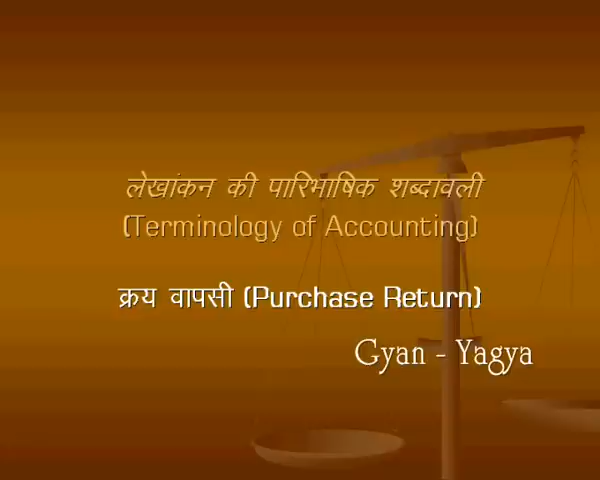 लेखांकन की पारिभाषिक शब्दावली
(Terminology of Accounting)
क्रय वापसी (Purchase Return)
Gyan - Yagya